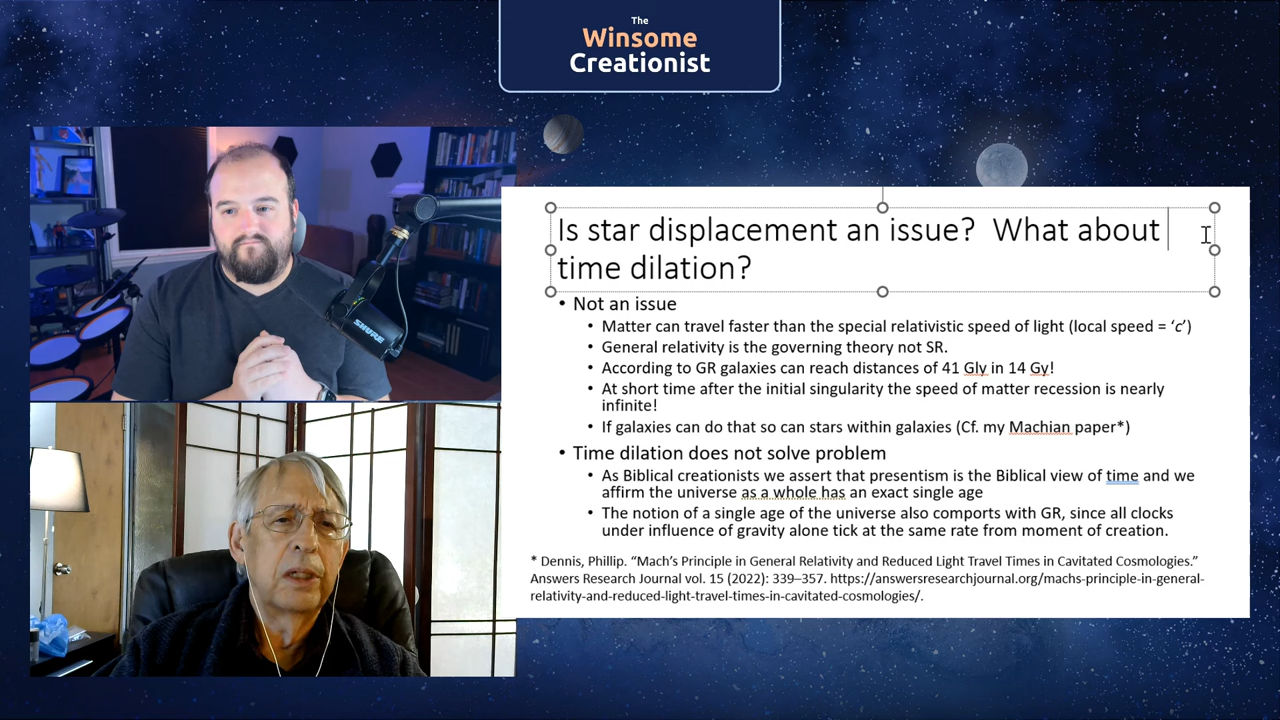 The
Winsome
Creationist
SHURE
Is star displacement an issue?  What about
time dilation?
• Not an issue
• Matter can travel faster than the special relativistic speed of light (local speed = ‘c’)
• General relativity is the governing theory not SR.
• According to GR galaxies can reach distances of 41 Gly in 14 Gy!
• At short time after the initial singularity the speed of matter recession is nearly
infinite!
• If galaxies can do that so can stars within galaxies (Cf. my Machian paper*)
• Time dilation does not solve problem
• As Biblical creationists we assert that presentism is the Biblical view of time and we
affirm the universe as a whole has an exact single age
• The notion of a single age of the universe also comports with GR, since all clocks
under influence of gravity alone tick at the same rate from moment of creation.
* Dennis, Phillip. “Mach’s Principle in General Relativity and Reduced Light Travel Times in Cavitated Cosmologies.”
Answers Research Journal vol. 15 (2022): 339–357. https://answersresearchjournal.org/machs-principle-in-general-
relativity-and-reduced-light-travel-times-in-cavitated-cosmologies/.